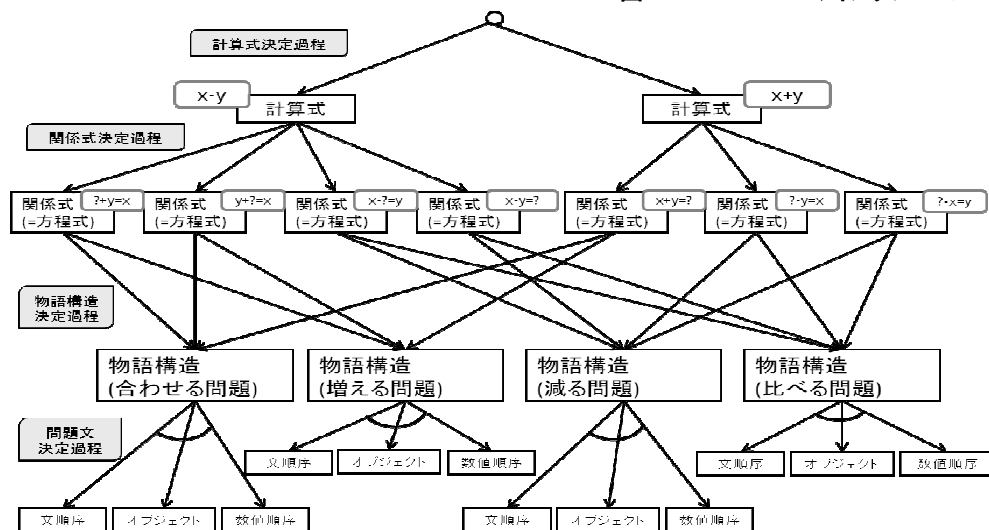 計算式決定過程
x-y
計算式
x+y
計算式
関係式決定過程
関係式
(=方程式)
?+y=x
関係式
(=方程式)
y+?=x
関係式
(=方程式)
x-?=y
関係式
(=方程式)
x-y=?
関係式
(=方程式)
x+y=?
関係式
(=方程式)
?-y=x
関係式
(=方程式)
?-x=y
物語構造
決定過程
物語構造
(合わせる問題)
物語構造
(増える問題)
物語構造
(減る問題)
物語構造
(比べる問題)
問題文
決定過程
文順序
オブジェクト
数値順序
文順序
オブジェクト
数値順序
文順序
オブジェクト
数値順序
文順序
オブジェクト
数値順序